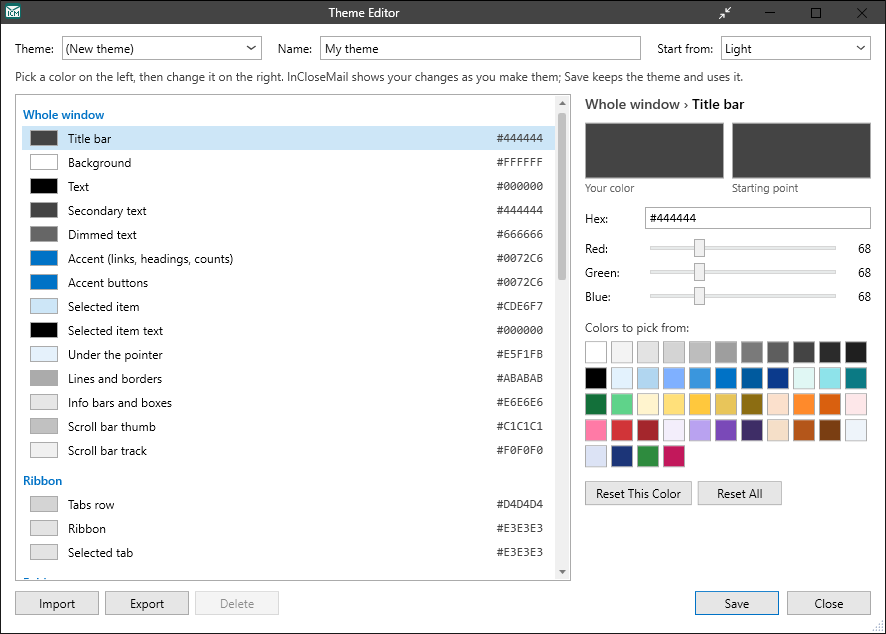 ICM
Theme Editor
Theme: (New theme) Name: My theme Start from: Light
Pick a color on the left, then change it on the right. InCloseMail shows your changes as you make them; Save keeps the theme and uses it.
Whole window
Title bar #444444
Background #FFFFFF
Text #000000
Secondary text #444444
Dimmed text #666666
Accent (links, headings, counts) #0072C6
Accent buttons #0072C6
Selected item #CDE6F7
Selected item text #000000
Under the pointer #E5F1FB
Lines and borders #ABABAB
Info bars and boxes #E6E6E6
Scroll bar thumb #C1C1C1
Scroll bar track #F0F0F0
Ribbon
Tabs row #D4D4D4
Ribbon #E3E3E3
Selected tab #E3E3E3
Whole window › Title bar
Your color Starting point
Hex: #444444
Red: 68
Green: 68
Blue: 68
Colors to pick from:
Reset This Color Reset All
Import Export Delete Save Close